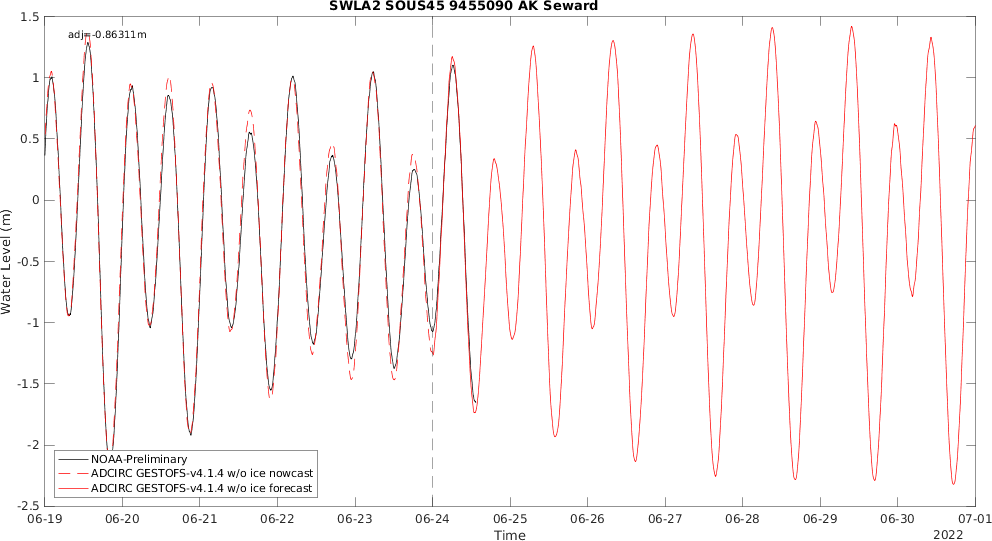 SWLA2 SOUS45 9455090 AK Seward
adj=-0.86311m
1.5
1
0.5
0
-0.5
-1
-1.5
-2
-2.5
Water Level (m)
NOAA-Preliminary
ADCIRC GESTOFS-v4.1.4 w/o ice nowcast
ADCIRC GESTOFS-v4.1.4 w/o ice forecast
06-19 06-20 06-21 06-22 06-23 06-24 06-25 06-26 06-27 06-28 06-29 06-30 07-01
Time
2022